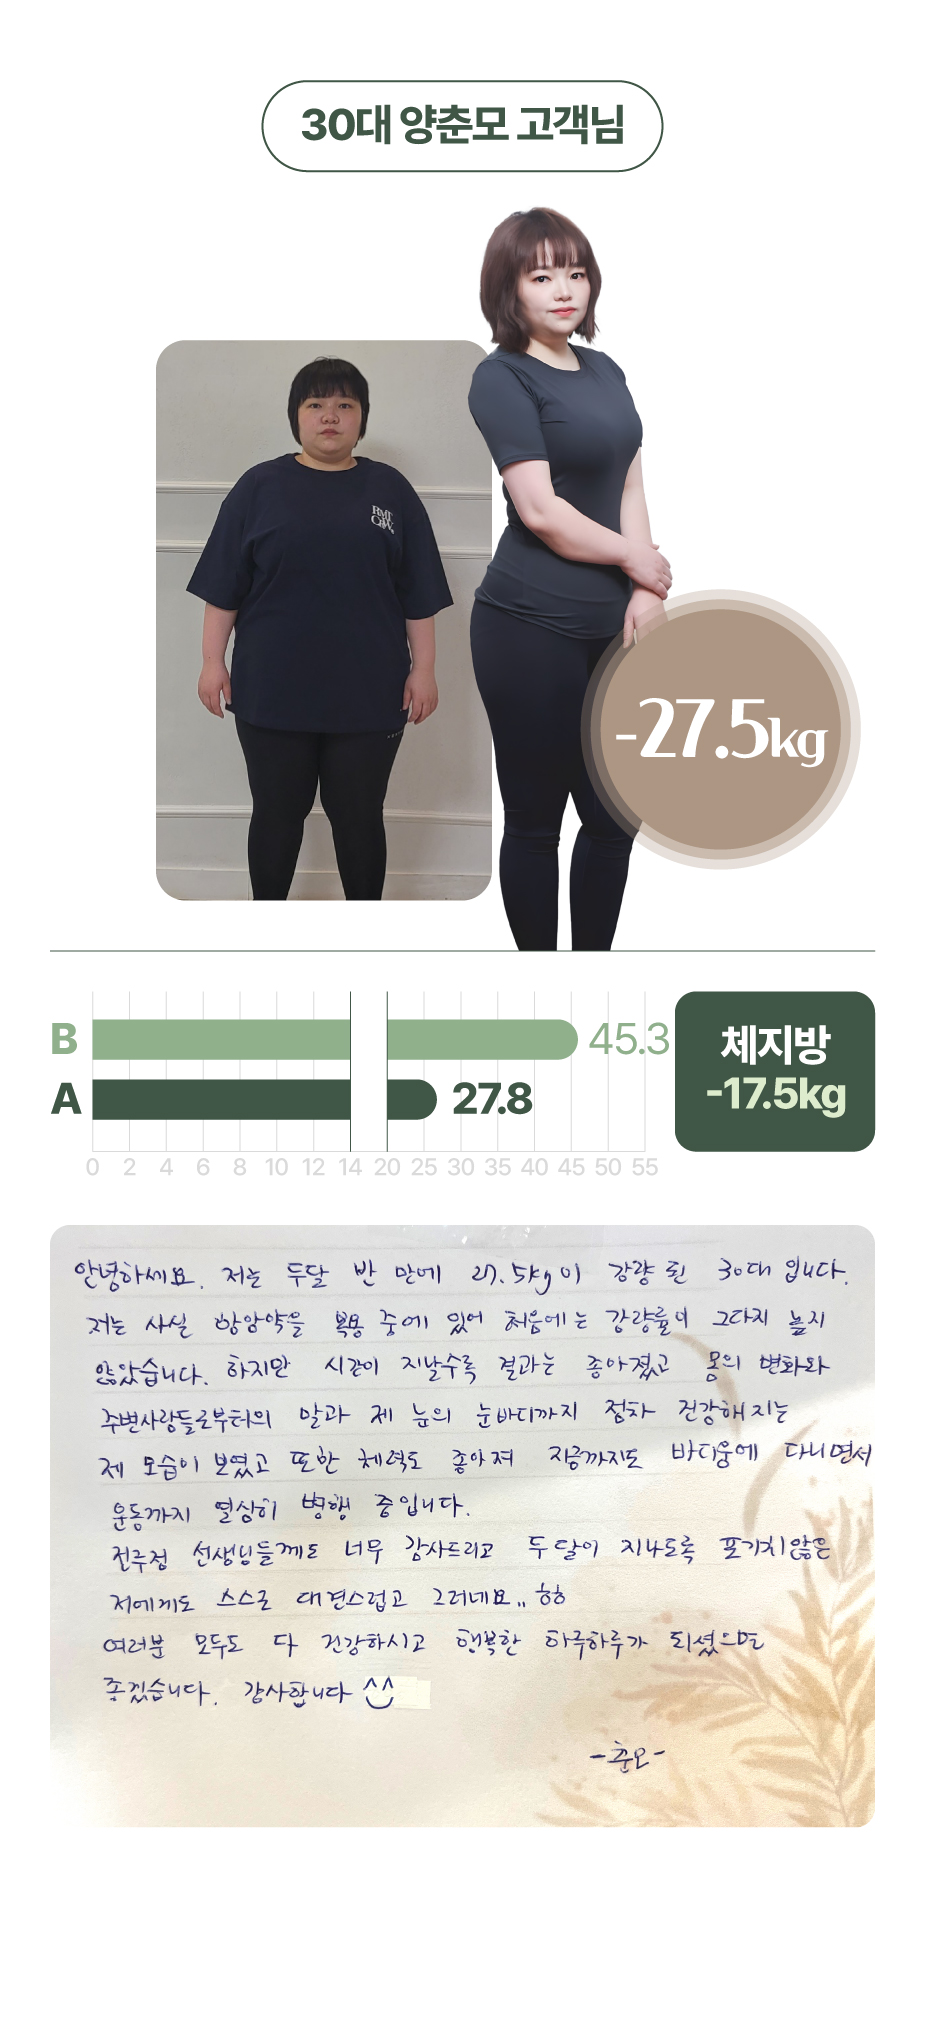 30대 양춘모 고객님
RMT
CREW.
-27.5kg
B 45.3
A 27.8
0 2 4 6 8 10 12 14 20 25 30 35 40 45 50 55
체지방
-17.5kg
안녕하세요. 저는 두달 반 만에 27.5kg이 감량 된 30대 입니다.
저는 사실 항암약을 복용 중에 있어 처음에는 감량률이 그다지 높지
않았습니다. 하지만 시간이 지날수록 결과는 좋아졌고 몸의 변화와
주변사람들로부터의 말과 제 눈의 눈바디까지 점차 건강해지는
제 모습이 보였고 또한 체력도 좋아져 지금까지도 바디움에 다니면서
운동까지 열심히 병행 중입니다.
전주점 선생님들께도 너무 감사드리고 두달이 지나도록 포기치않은
저에게도 스스로 대견스럽고 그러네요.. ㅎㅎ
여러분 모두도 다 건강하시고 행복한 하루하루가 되셨으면
좋겠습니다. 감사합니다 ^^
-춘모-